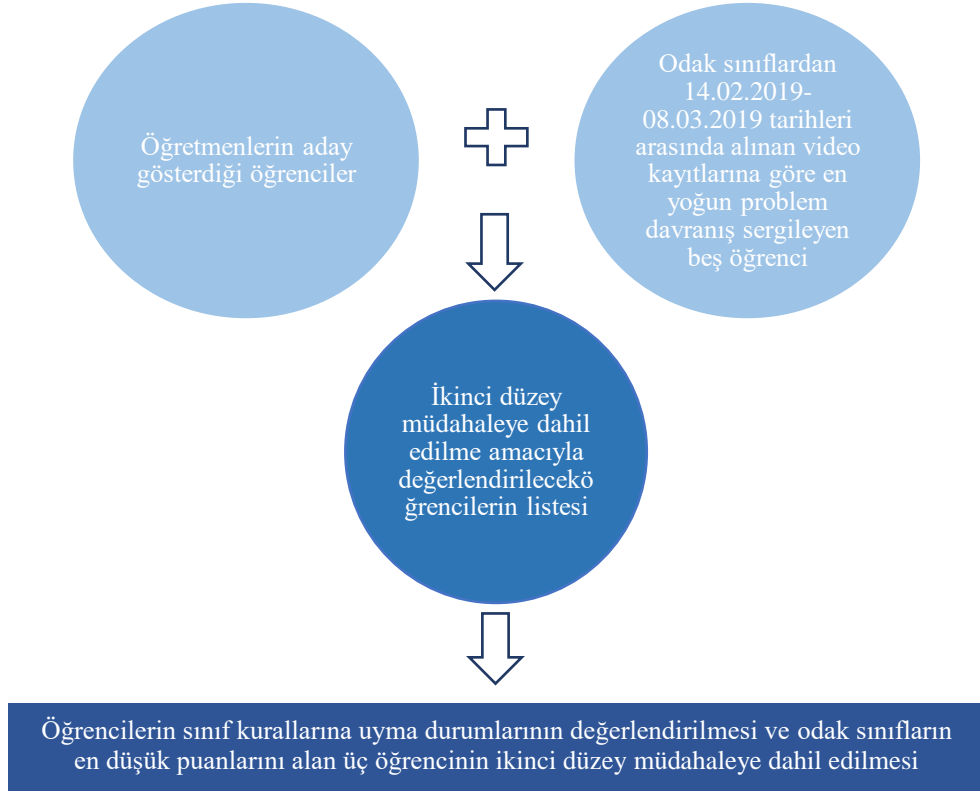 Öğretmenlerin aday
gösterdiği öğrenciler
Odak sınıflardan
14.02.2019-
08.03.2019 tarihleri
arasında alınan video
kayıtlarına göre en
yoğun problem
davranış sergileyen
beş öğrenci
İkinci düzey
müdahaleye dahil
edilme amacıyla
değerlendirilecekö
ğrencilerin listesi
Öğrencilerin sınıf kurallarına uyma durumlarının değerlendirilmesi ve odak sınıfların
en düşük puanlarını alan üç öğrencinin ikinci düzey müdahaleye dahil edilmesi